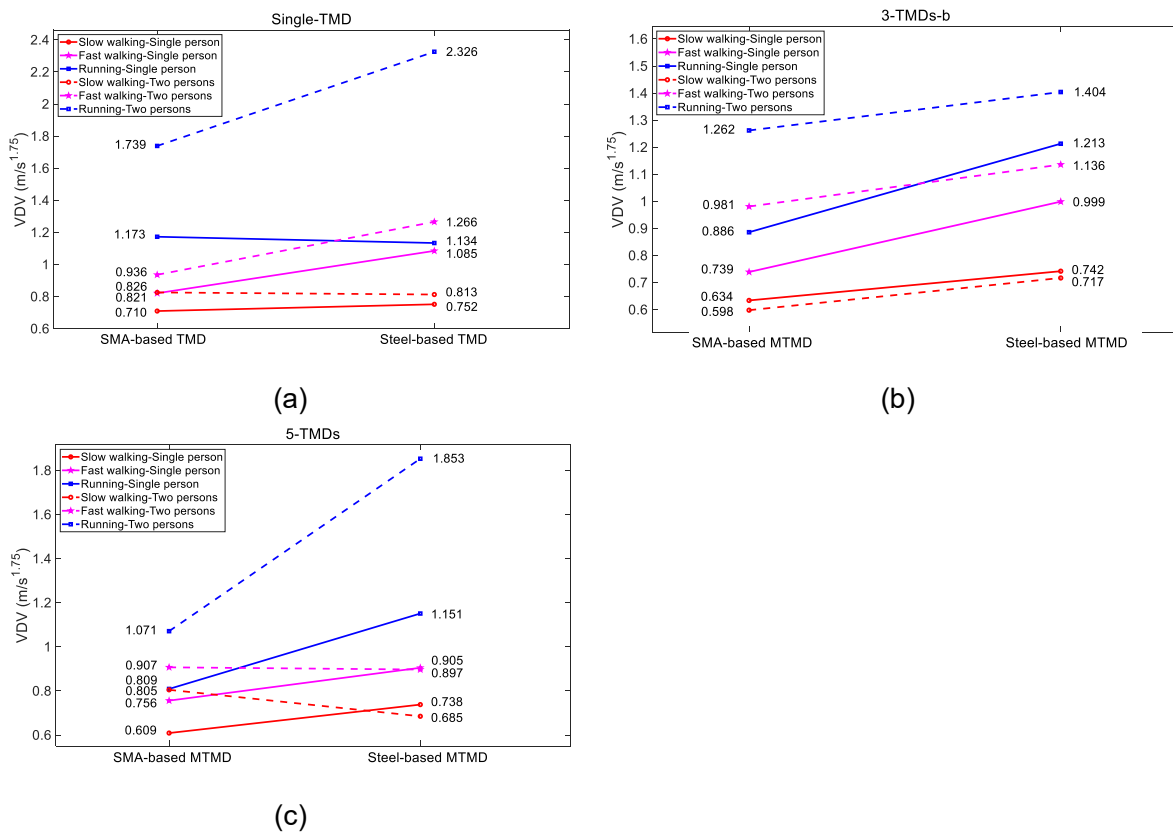 Single-TMD
Slow walking-Single person
Fast walking-Single person
Running-Single person
Slow walking-Two persons
Fast walking-Two persons
Running-Two persons
VDV (m/s^1.75)
2.4
2.2
2
1.8
1.6
1.4
1.2
1
0.8
0.6
1.739
1.173
0.936
0.826
0.821
0.710
2.326
1.266
1.134
1.085
0.813
0.752
SMA-based TMD
Steel-based TMD
(a)
3-TMDs-b
Slow walking-Single person
Fast walking-Single person
Running-Single person
Slow walking-Two persons
Fast walking-Two persons
Running-Two persons
VDV (m/s^1.75)
1.6
1.5
1.4
1.3
1.2
1.1
1
0.9
0.8
0.7
0.6
1.262
0.981
0.886
0.739
0.634
0.598
1.404
1.213
1.136
0.999
0.742
0.717
SMA-based MTMD
Steel-based MTMD
(b)
5-TMDs
Slow walking-Single person
Fast walking-Single person
Running-Single person
Slow walking-Two persons
Fast walking-Two persons
Running-Two persons
VDV (m/s^1.75)
1.8
1.6
1.4
1.2
1
0.8
0.6
1.071
0.907
0.809
0.805
0.756
0.609
1.853
1.151
0.905
0.897
0.738
0.685
SMA-based MTMD
Steel-based MTMD
(c)